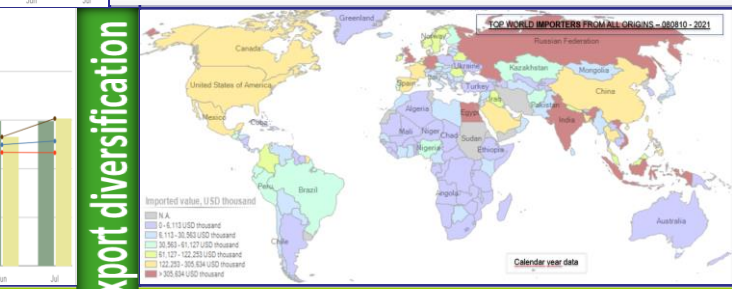 Jun Jul
un Jul
xport diversification
TOP WORLD IMPORTERS FROM ALL ORIGINS – 080810 - 2021
Greenland
Norway
Russian Federation
Canada
Ukraine
Kazakhstan
Mongolia
United States of America
Spain
Turkey
China
Mexico
Cuba
Algeria
Egypt
Iraq
Pakistan
India
Mali Niger Chad Sudan
Nigeria
Ethiopia
Peru
Brazil
Angola
Chile
Australia
Imported value, USD thousand
N.A.
0 - 6,113 USD thousand
6,113 - 30,563 USD thousand
30,563 - 61,127 USD thousand
61,127 - 122,253 USD thousand
122,253 - 305,634 USD thousand
> 305,634 USD thousand
Calendar year data